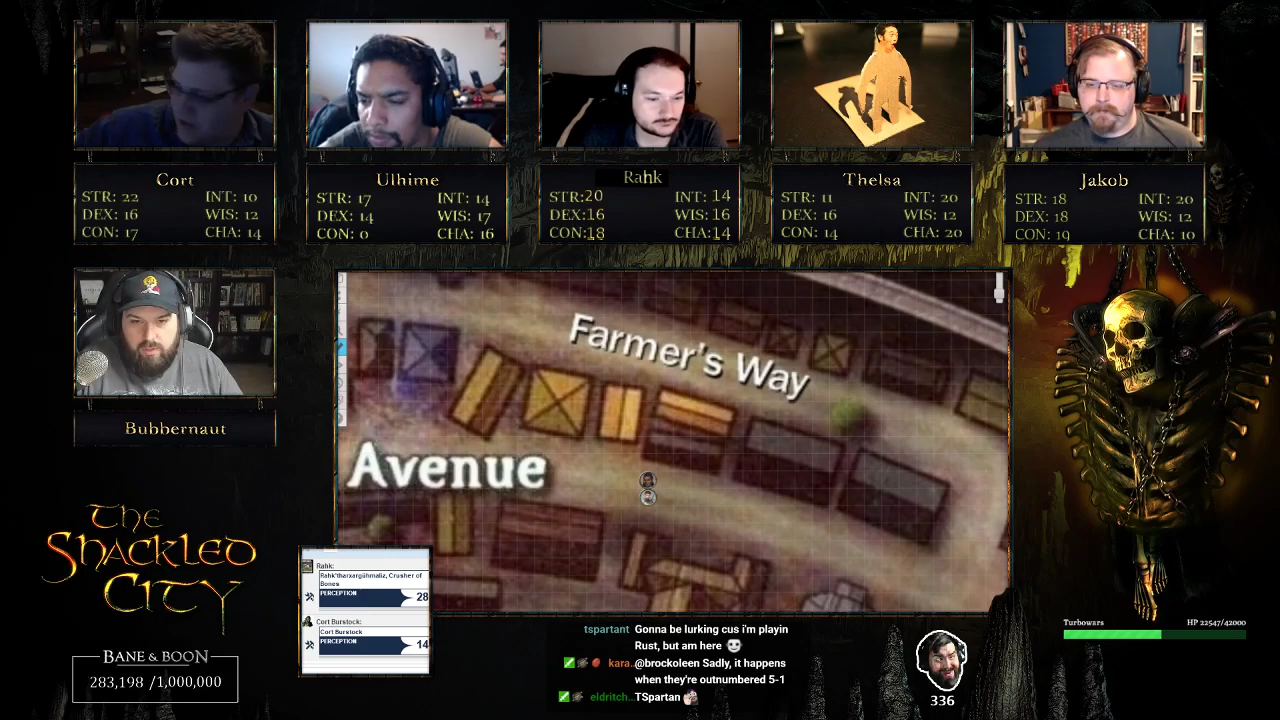 Cort
STR: 22 INT: 10
DEX: 16 WIS: 12
CON: 17 CHA: 14
Ulhime
STR: 17 INT: 14
DEX: 14 WIS: 17
CON: 0 CHA: 16
Rahk
STR:20 INT: 14
DEX:16 WIS: 16
CON:18 CHA:14
Thelsa
STR: 11 INT: 20
DEX: 16 WIS: 12
CON: 14 CHA: 20
Jakob
STR: 18 INT: 20
DEX: 18 WIS: 12
CON: 19 CHA: 10
Bubbernaut
Farmer's Way
Avenue
The
Shackled
City
Bane & Boon
283,198 /1,000,000
Rahk:
Rahk'tharxargühmaliz, Crusher of
Bones
PERCEPTION 28
Cort Burstock:
Cort Burstock
PERCEPTION 14
tspartant Gonna be lurking cus i'm playin
Rust, but am here
kara.. @brockoleen Sadly, it happens
when they're outnumbered 5-1
eldritch.. TSpartan
336
Turbowars HP 22547/42000